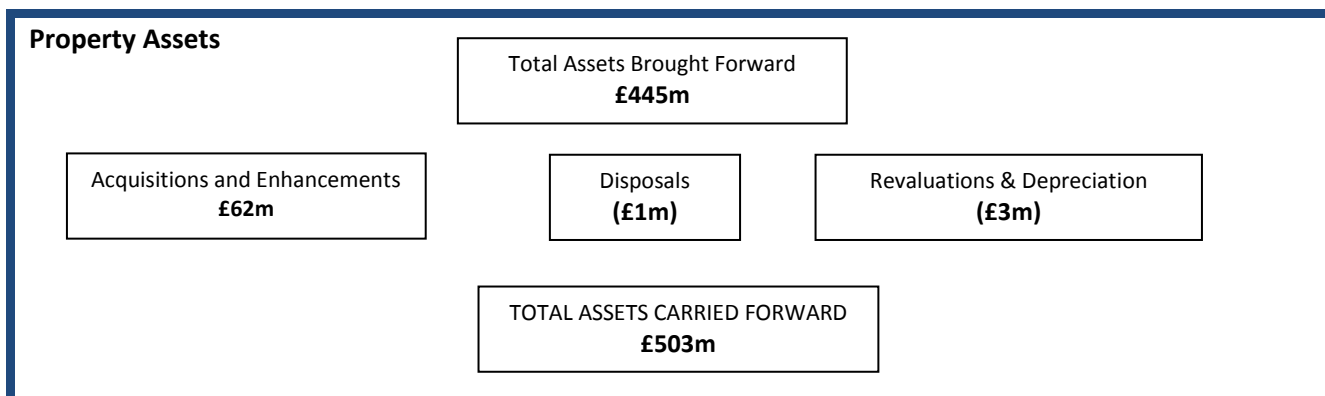 Property Assets
Total Assets Brought Forward
£445m
Acquisitions and Enhancements
£62m
Disposals
(£1m)
Revaluations & Depreciation
(£3m)
TOTAL ASSETS CARRIED FORWARD
£503m